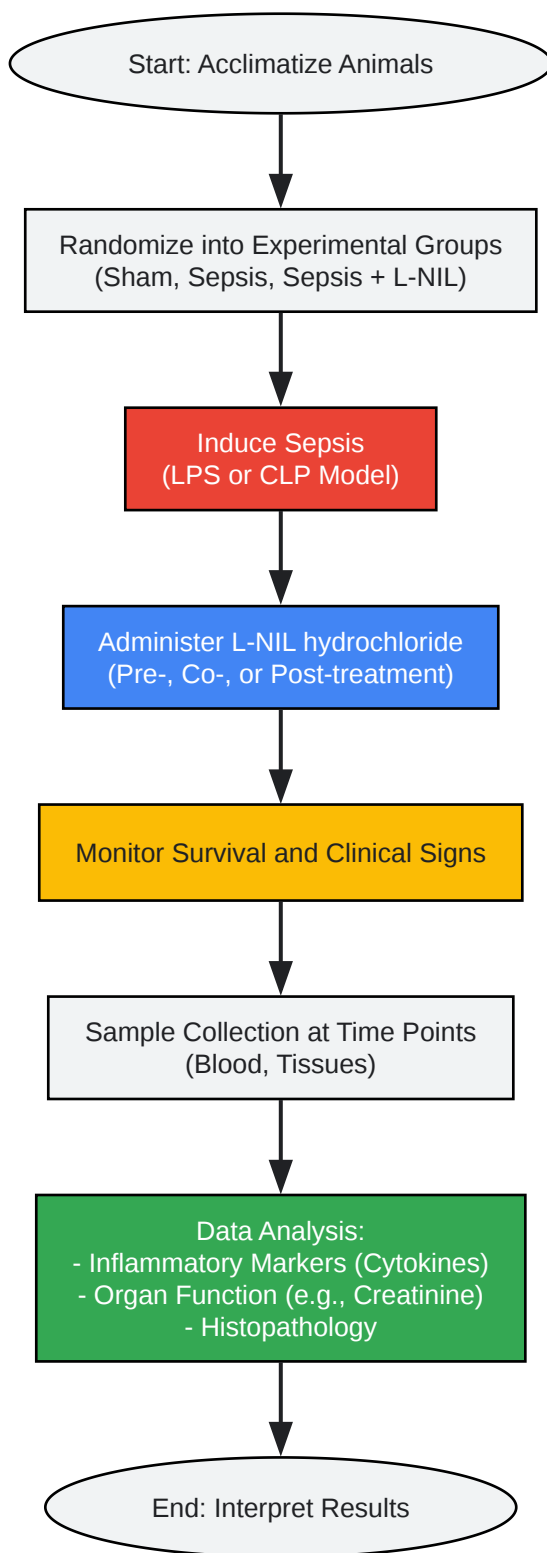 Start: Acclimatize Animals
Randomize into Experimental Groups
(Sham, Sepsis, Sepsis + L-NIL)
Induce Sepsis
(LPS or CLP Model)
Administer L-NIL hydrochloride
(Pre-, Co-, or Post-treatment)
Monitor Survival and Clinical Signs
Sample Collection at Time Points
(Blood, Tissues)
Data Analysis:
- Inflammatory Markers (Cytokines)
- Organ Function (e.g., Creatinine)
- Histopathology
End: Interpret Results